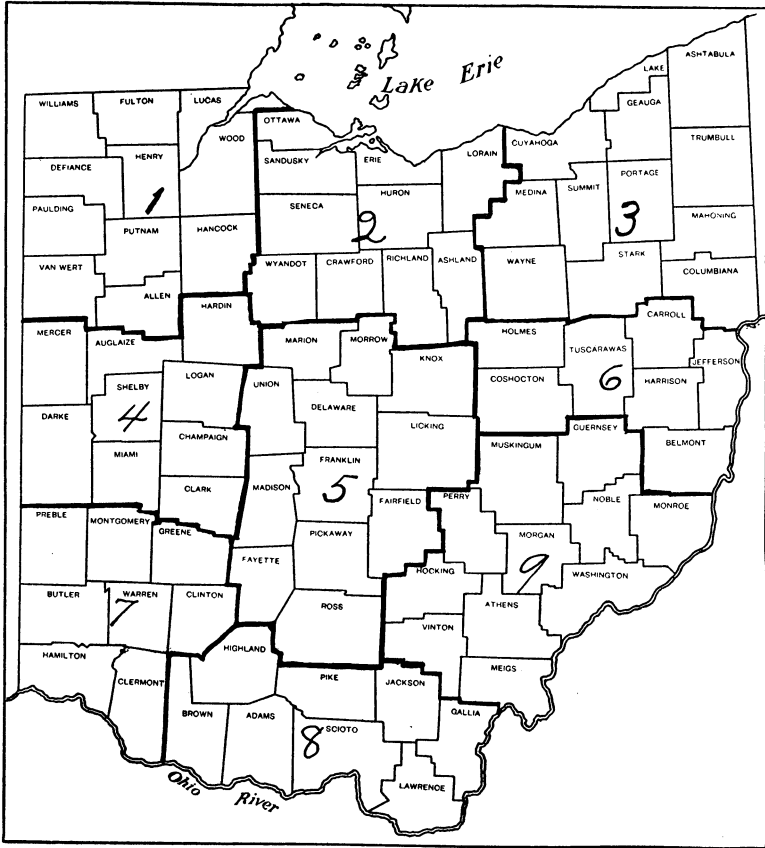 Lake Erie
ASHTABULA
LAKE
GEAUGA
WILLIAMS
FULTON
LUCAS
OTTAWA
WOOD
CUYAHOGA
TRUMBULL
HENRY
SANDUSKY
ERIE
LORAIN
DEFIANCE
PORTAGE
MEDINA
SUMMIT
HURON
PAULDING
1
SENECA
2
3
MAHONING
PUTNAM
HANCOCK
VAN WERT
WYANDOT
CRAWFORD
RICHLAND
ASHLAND
WAYNE
STARK
COLUMBIANA
ALLEN
HARDIN
CARROLL
MERCER
AUGLAIZE
MARION
MORROW
HOLMES
KNOX
TUSCARAWAS
JEFFERSON
LOGAN
UNION
COSHOCTON
6
HARRISON
SHELBY
DELAWARE
DARKE
4
LICKING
GUERNSEY
CHAMPAIGN
MUSKINGUM
BELMONT
MIAMI
FRANKLIN
CLARK
MADISON
5
FAIRFIELD
PERRY
NOBLE
MONROE
PREBLE
MONTGOMERY
GREENE
PICKAWAY
MORGAN
FAYETTE
HOCKING
9
WASHINGTON
BUTLER
WARREN
CLINTON
7
ROSS
ATHENS
VINTON
HAMILTON
HIGHLAND
MEIGS
CLERMONT
PIKE
JACKSON
BROWN
ADAMS
GALLIA
SCIOTO
8
LAWRENCE
Ohio River